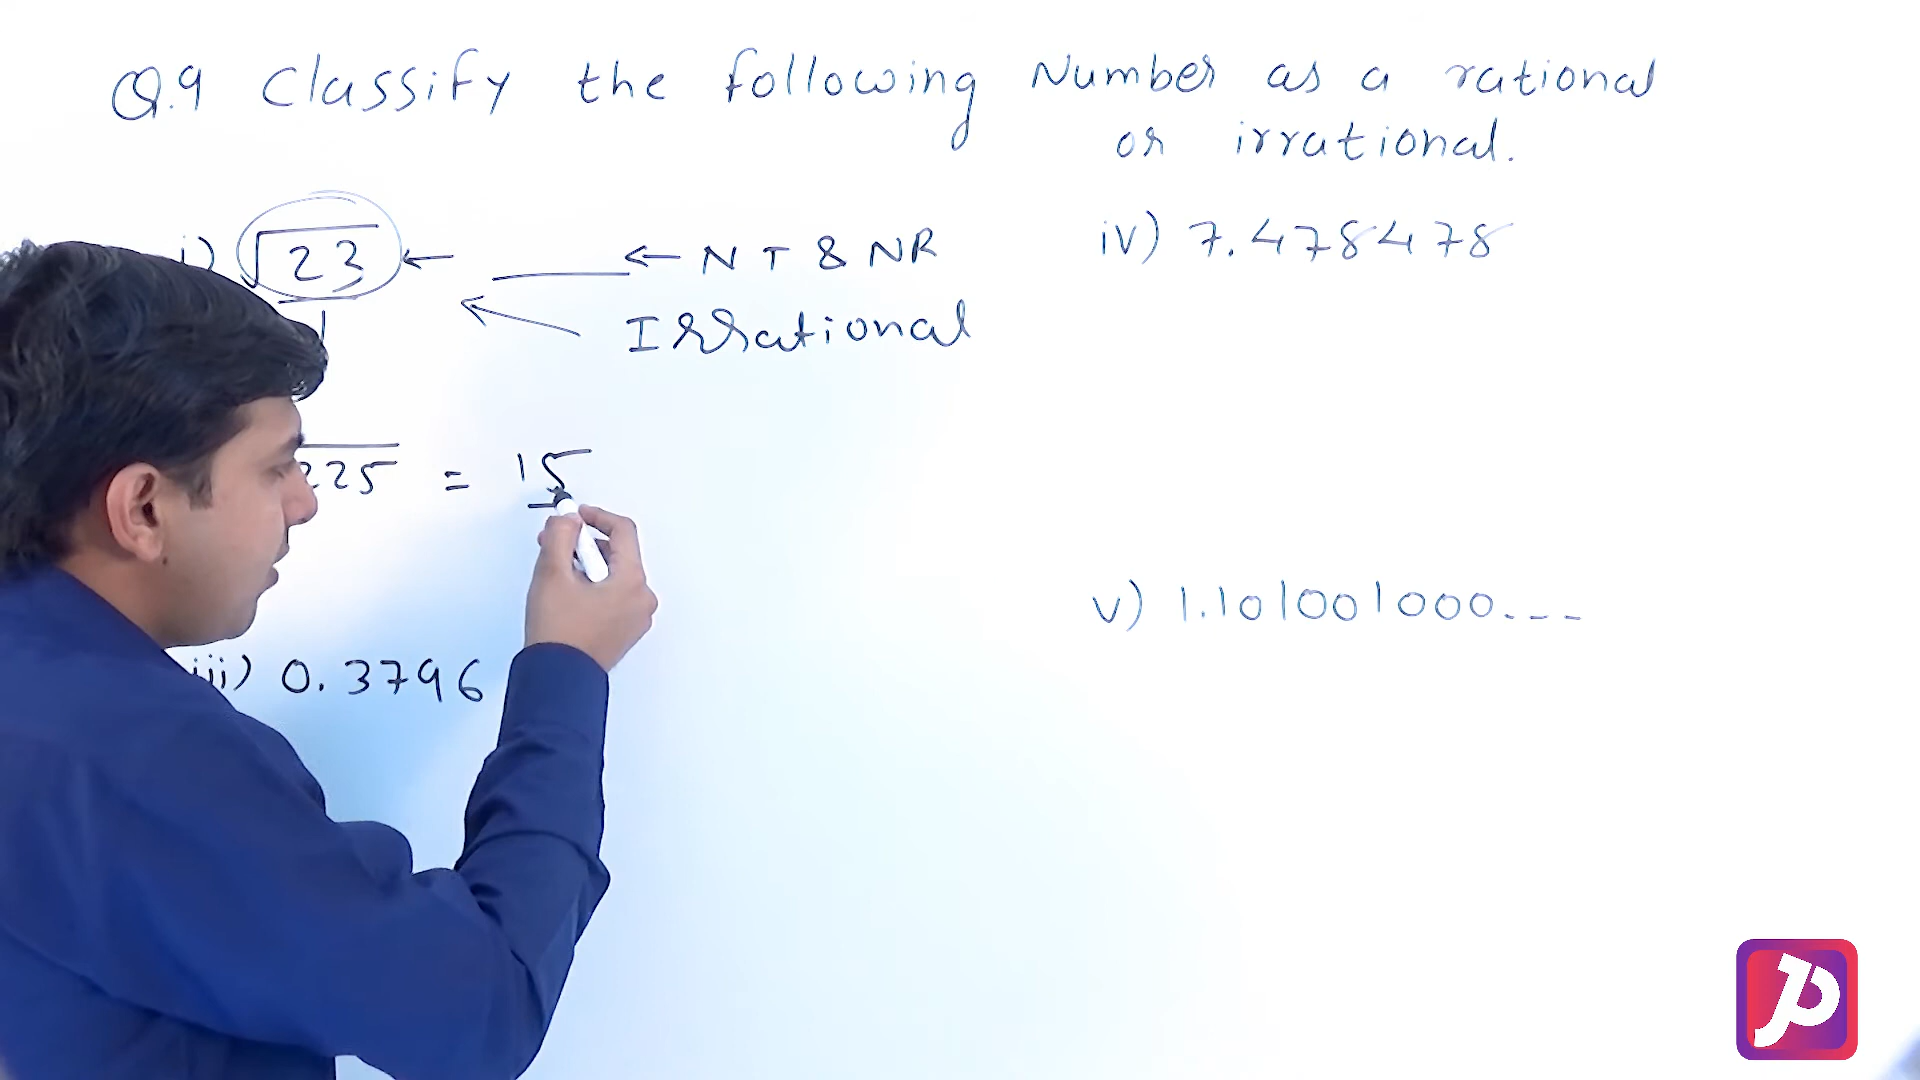 Q.9 Classify the following Number as a rational
or irrational.
i) √23 ← ← NT & NR
Irrational
225 = 15
iii) 0.3796
iv) 7.478478
v) 1.101001000...